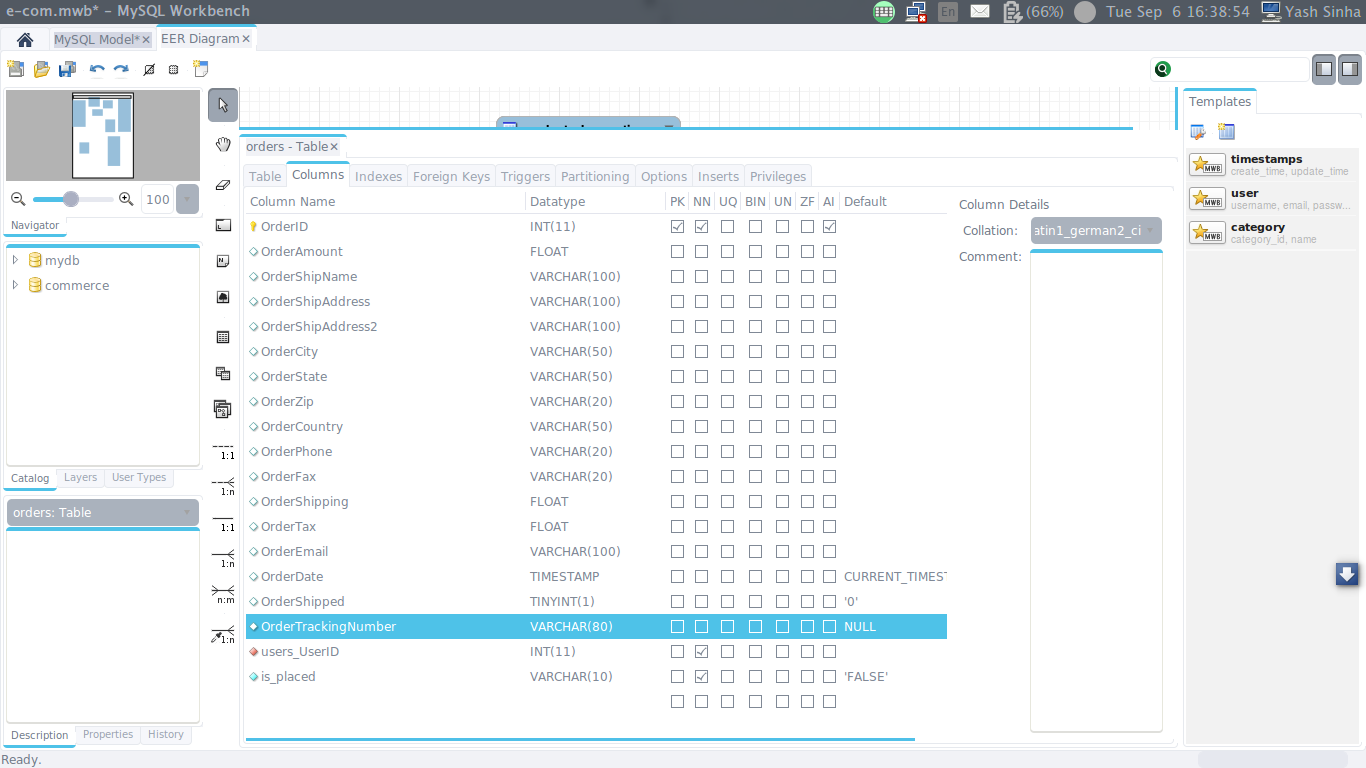 e-com.mwb* – MySQL Workbench
En (66%) Tue Sep 6 16:38:54 Yash Sinha
MySQL Model* EER Diagram
orders - Table
Table Columns Indexes Foreign Keys Triggers Partitioning Options Inserts Privileges
Column Name Datatype PK NN UQ BIN UN ZF AI Default
OrderID INT(11)
OrderAmount FLOAT
OrderShipName VARCHAR(100)
OrderShipAddress VARCHAR(100)
OrderShipAddress2 VARCHAR(100)
OrderCity VARCHAR(50)
OrderState VARCHAR(50)
OrderZip VARCHAR(20)
OrderCountry VARCHAR(50)
OrderPhone VARCHAR(20)
OrderFax VARCHAR(20)
OrderShipping FLOAT
OrderTax FLOAT
OrderEmail VARCHAR(100)
OrderDate TIMESTAMP CURRENT_TIMEST
OrderShipped TINYINT(1) '0'
OrderTrackingNumber VARCHAR(80) NULL
users_UserID INT(11)
is_placed VARCHAR(10) 'FALSE'
Column Details
Collation: atin1_german2_ci
Comment:
Templates
timestamps
create_time, update_time
user
username, email, passw...
category
category_id, name
MWB
MWB
MWB
100
Navigator
mydb
commerce
Catalog Layers User Types
orders: Table
Description Properties History
1:1
1:n
1:1
1:n
n:m
1:n
Ready.